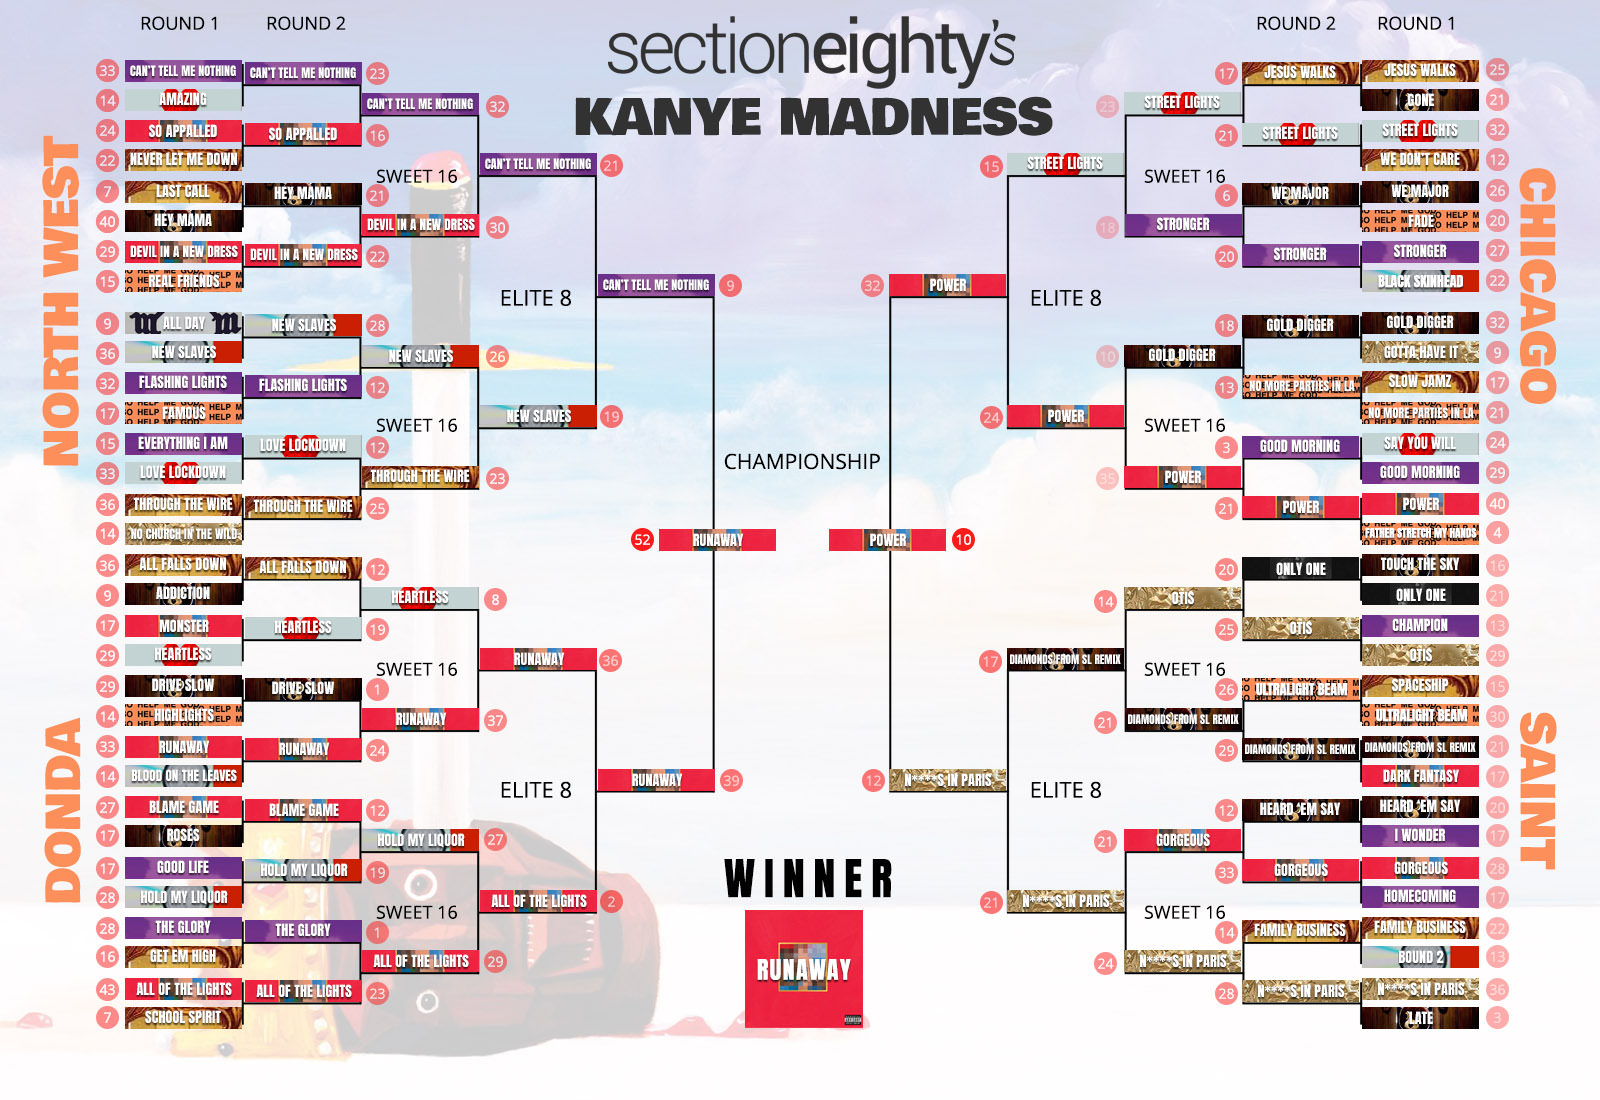 ROUND 1
ROUND 2
sectioneighty's
KANYE MADNESS
ROUND 2
ROUND 1
NORTH WEST
33 CAN'T TELL ME NOTHING
14 AMAZING
24 SO APPALLED
22 NEVER LET ME DOWN
7 LAST CALL
40 HEY MAMA
29 DEVIL IN A NEW DRESS
15 REAL FRIENDS
9 ALL DAY
36 NEW SLAVES
32 FLASHING LIGHTS
17 FAMOUS
15 EVERYTHING I AM
33 LOVE LOCKDOWN
36 THROUGH THE WIRE
14 NO CHURCH IN THE WILD
DONDA
36 ALL FALLS DOWN
9 ADDICTION
17 MONSTER
29 HEARTLESS
29 DRIVE SLOW
14 HIGHLIGHTS
33 RUNAWAY
14 BLOOD ON THE LEAVES
27 BLAME GAME
17 ROSES
17 GOOD LIFE
28 HOLD MY LIQUOR
28 THE GLORY
16 GET EM HIGH
43 ALL OF THE LIGHTS
7 SCHOOL SPIRIT
CAN'T TELL ME NOTHING 23
SO APPALLED 16
HEY MAMA 21
DEVIL IN A NEW DRESS 22
NEW SLAVES 28
FLASHING LIGHTS 12
LOVE LOCKDOWN 12
THROUGH THE WIRE 25
ALL FALLS DOWN 12
HEARTLESS 19
DRIVE SLOW 1
RUNAWAY 24
BLAME GAME 12
HOLD MY LIQUOR 19
THE GLORY 1
ALL OF THE LIGHTS 23
CAN'T TELL ME NOTHING 32
SWEET 16
DEVIL IN A NEW DRESS 30
NEW SLAVES 26
SWEET 16
THROUGH THE WIRE 23
HEARTLESS 8
SWEET 16
RUNAWAY 37
HOLD MY LIQUOR 27
SWEET 16
ALL OF THE LIGHTS 29
CAN'T TELL ME NOTHING 21
ELITE 8
NEW SLAVES 19
RUNAWAY 36
ELITE 8
ALL OF THE LIGHTS 2
CAN'T TELL ME NOTHING 9
RUNAWAY 39
CHAMPIONSHIP
52 RUNAWAY
POWER 10
WINNER
RUNAWAY
32 POWER
12 N****S IN PARIS
15 STREET LIGHTS
ELITE 8
24 POWER
17 DIAMONDS FROM SL REMIX
ELITE 8
21 N****S IN PARIS
23 STREET LIGHTS
SWEET 16
18 STRONGER
10 GOLD DIGGER
SWEET 16
35 POWER
14 OTIS
SWEET 16
21 DIAMONDS FROM SL REMIX
21 GORGEOUS
SWEET 16
24 N****S IN PARIS
17 JESUS WALKS
21 STREET LIGHTS
6 WE MAJOR
20 STRONGER
18 GOLD DIGGER
13 NO MORE PARTIES IN LA
3 GOOD MORNING
21 POWER
20 ONLY ONE
25 OTIS
26 ULTRALIGHT BEAM
29 DIAMONDS FROM SL REMIX
12 HEARD 'EM SAY
33 GORGEOUS
14 FAMILY BUSINESS
28 N****S IN PARIS
CHICAGO
JESUS WALKS 25
GONE 21
STREET LIGHTS 32
WE DON'T CARE 12
WE MAJOR 26
FADE 20
STRONGER 27
BLACK SKINHEAD 22
GOLD DIGGER 32
GOTTA HAVE IT 9
SLOW JAMZ 17
NO MORE PARTIES IN LA 21
SAY YOU WILL 24
GOOD MORNING 29
POWER 40
FATHER STRETCH MY HANDS 4
SAINT
TOUCH THE SKY 16
ONLY ONE 21
CHAMPION 13
OTIS 29
SPACESHIP 15
ULTRALIGHT BEAM 30
DIAMONDS FROM SL REMIX 21
DARK FANTASY 17
HEARD 'EM SAY 20
I WONDER 17
GORGEOUS 28
HOMECOMING 17
FAMILY BUSINESS 22
BOUND 2 13
N****S IN PARIS 36
LATE 3